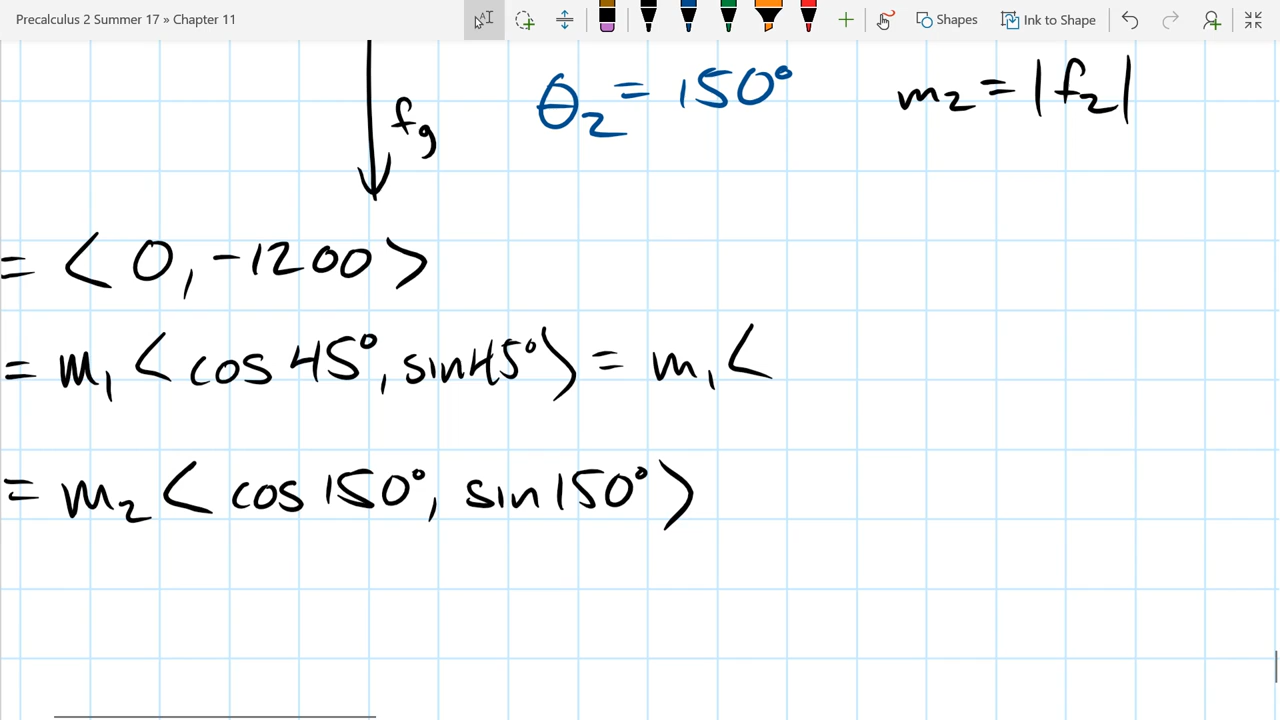 Precalculus 2 Summer 17 » Chapter 11
Shapes
Ink to Shape
θ₂ = 150°
m₂ = |f₂|
f_g
= < 0, -1200 >
= m₁ < cos 45°, sin 45° > = m₁ <
= m₂ < cos 150°, sin 150° >